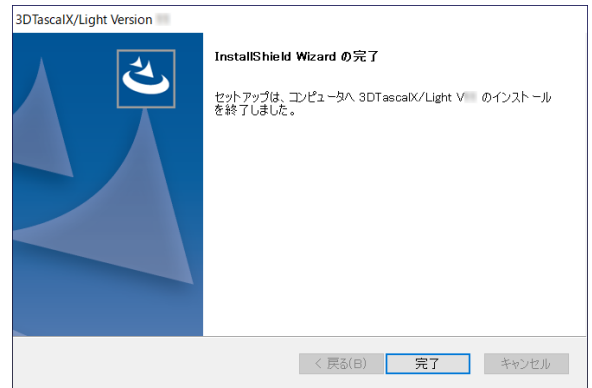 3DTascalX/Light Version
InstallShield Wizard の完了
セットアップは、コンピュータへ 3DTascalX/Light V のインストール
を終了しました。
< 戻る(B)
完了
キャンセル